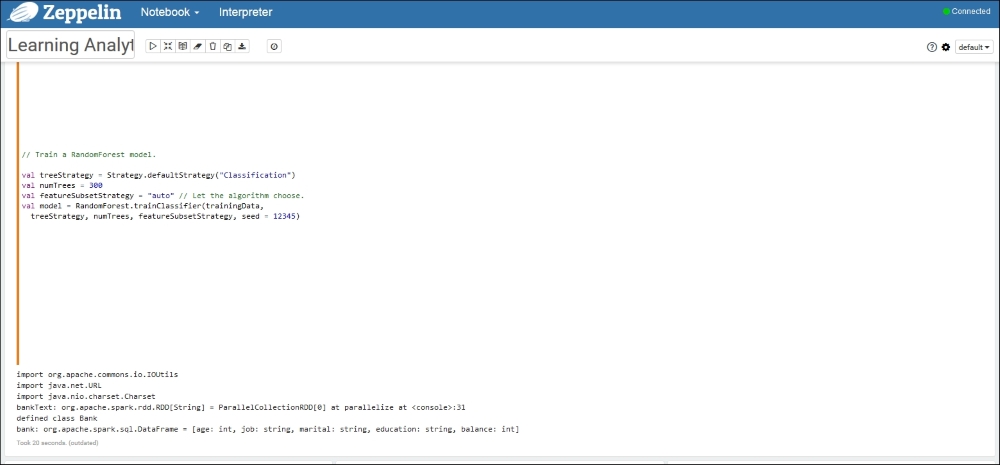 Zeppelin Notebook Interpreter Connected
Learning Analyt default
// Train a RandomForest model.
val treeStrategy = Strategy.defaultStrategy("Classification")
val numTrees = 300
val featureSubsetStrategy = "auto" // Let the algorithm choose.
val model = RandomForest.trainClassifier(trainingData,
treeStrategy, numTrees, featureSubsetStrategy, seed = 12345)
import org.apache.commons.io.IOUtils
import java.net.URL
import java.nio.charset.Charset
bankText: org.apache.spark.rdd.RDD[String] = ParallelCollectionRDD[0] at parallelize at <console>:31
defined class Bank
bank: org.apache.spark.sql.DataFrame = [age: int, job: string, marital: string, education: string, balance: int]
Took 20 seconds. (outdated)